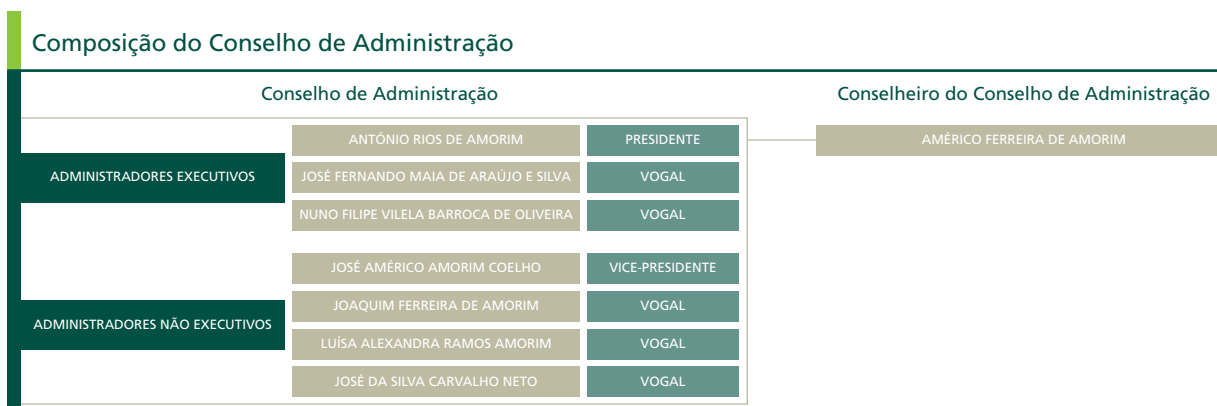 Composição do Conselho de Administração
Conselho de Administração
Conselheiro do Conselho de Administração
ADMINISTRADORES EXECUTIVOS
ANTÓNIO RIOS DE AMORIM PRESIDENTE
AMÉRICO FERREIRA DE AMORIM
JOSÉ FERNANDO MAIA DE ARAÚJO E SILVA VOGAL
NUNO FILIPE VILELA BARROCA DE OLIVEIRA VOGAL
ADMINISTRADORES NÃO EXECUTIVOS
JOSÉ AMÉRICO AMORIM COELHO VICE-PRESIDENTE
JOAQUIM FERREIRA DE AMORIM VOGAL
LUÍSA ALEXANDRA RAMOS AMORIM VOGAL
JOSÉ DA SILVA CARVALHO NETO VOGAL